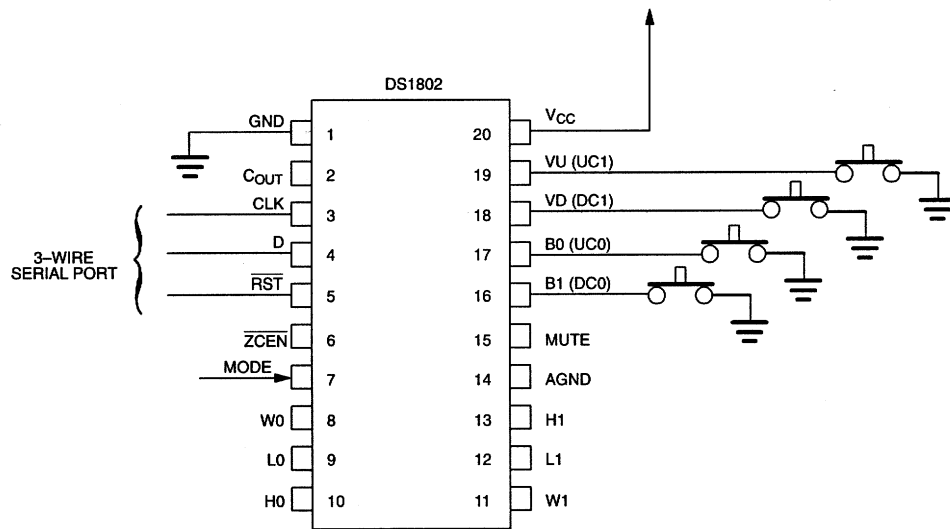 DS1802
GND 1
COUT 2
CLK 3
D 4
RST 5
ZCEN 6
MODE 7
W0 8
L0 9
H0 10
3–WIRE
SERIAL PORT
20 VCC
19 VU (UC1)
18 VD (DC1)
17 B0 (UC0)
16 B1 (DC0)
15 MUTE
14 AGND
13 H1
12 L1
11 W1